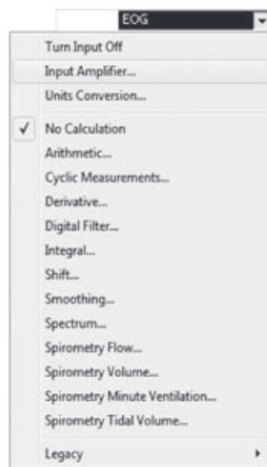 EOG
Turn Input Off
Input Amplifier...
Units Conversion...
No Calculation
Arithmetic...
Cyclic Measurements...
Derivative...
Digital Filter...
Integral...
Shift...
Smoothing...
Spectrum...
Spirometry Flow...
Spirometry Volume...
Spirometry Minute Ventilation...
Spirometry Tidal Volume...
Legacy